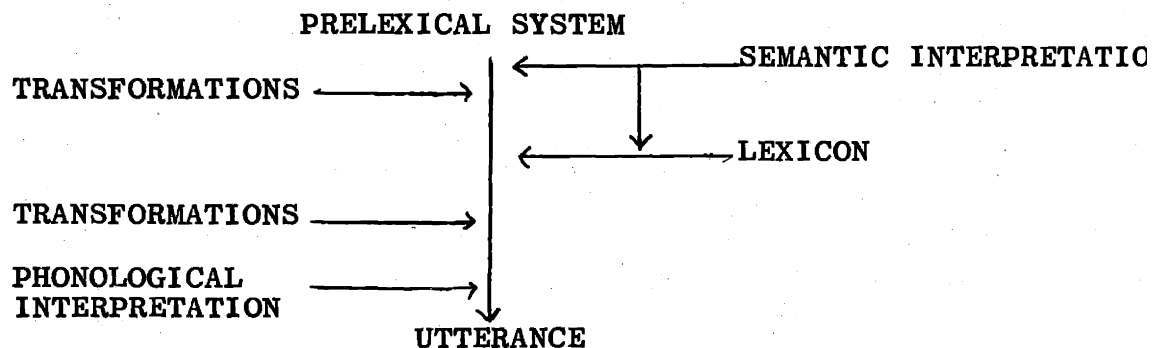 PRELEXICAL SYSTEM
SEMANTIC INTERPRETATIO
TRANSFORMATIONS
LEXICON
TRANSFORMATIONS
PHONOLOGICAL
INTERPRETATION
UTTERANCE